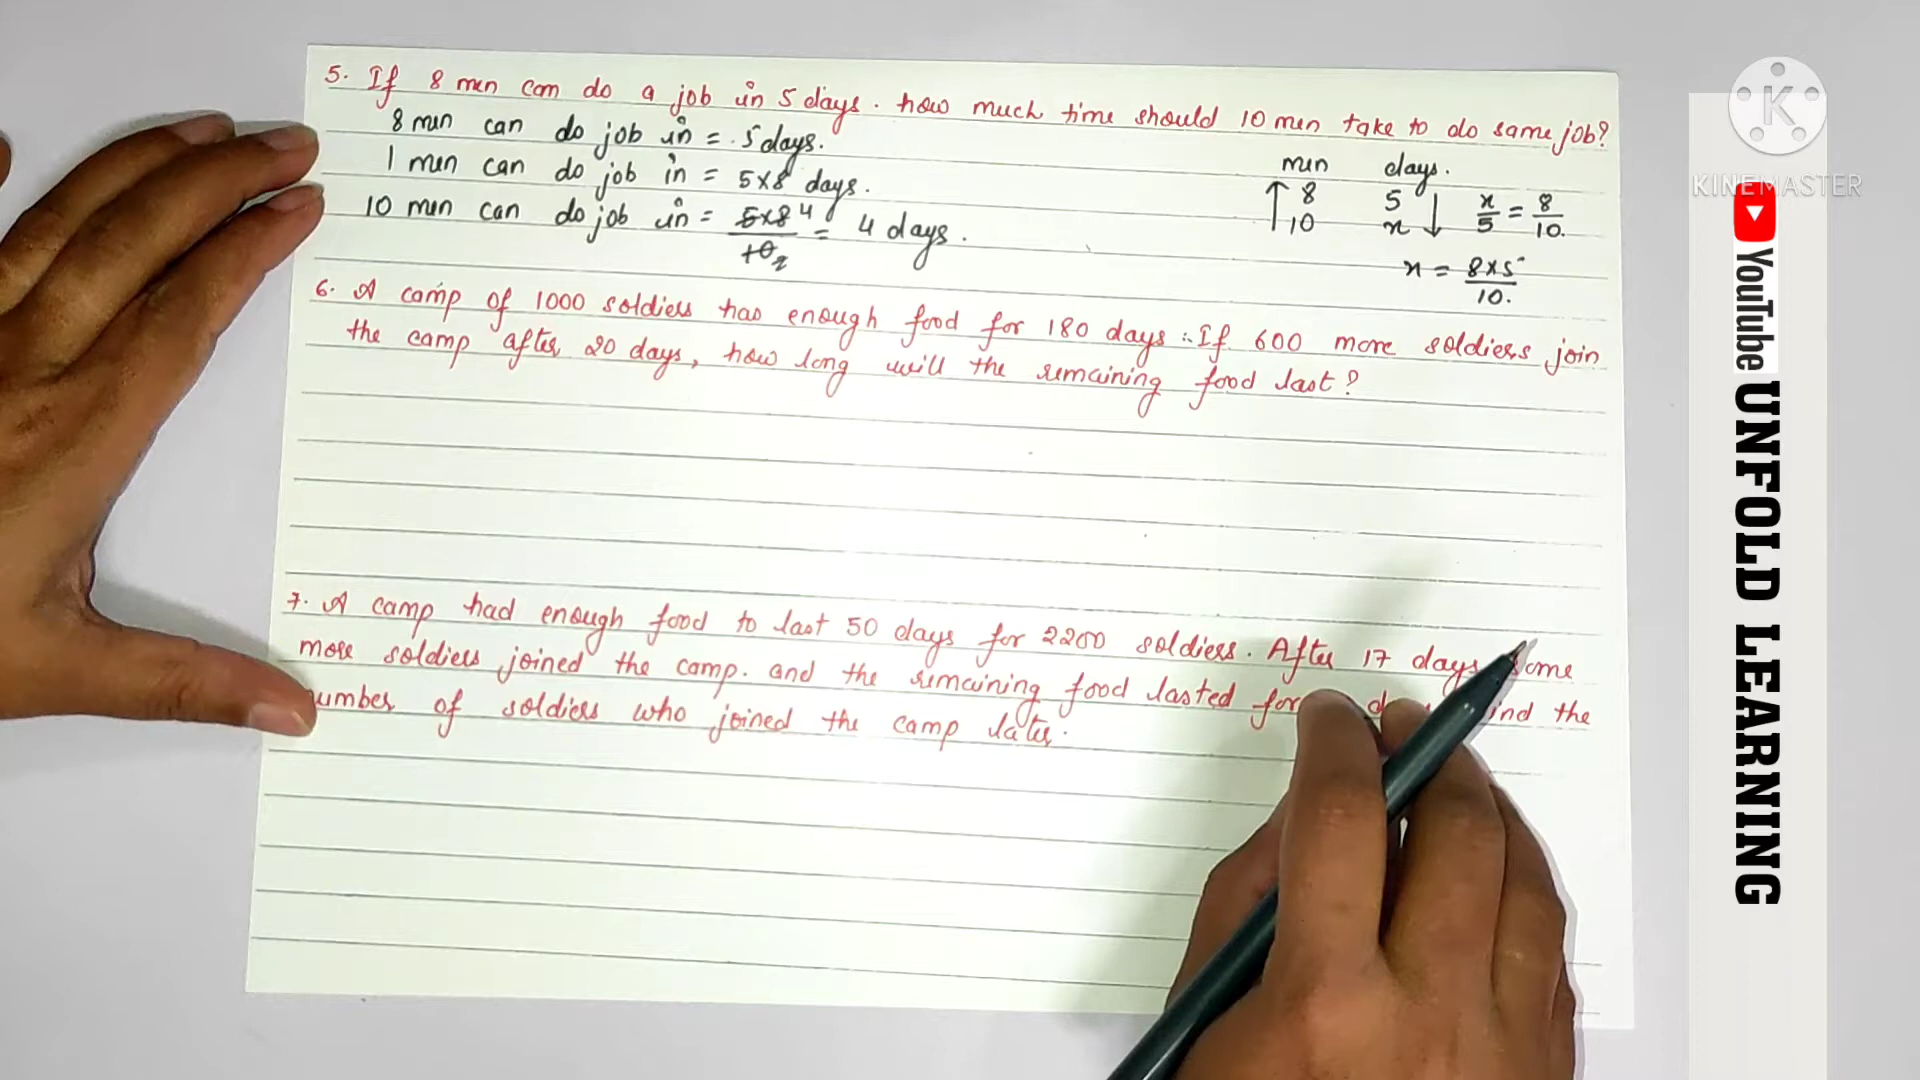 5. If 8 men can do a job in 5 days. how much time should 10 men take to do same job?
8 men can do job in = 5 days.
1 men can do job in = 5×8 days.
10 men can do job in = 5×8 4 / 10 2 = 4 days.
men days.
8 5 x/5 = 8/10.
10 x
x = 8×5/10.
6. A camp of 1000 soldiers has enough food for 180 days. If 600 more soldiers join
the camp after 20 days, how long will the remaining food last?
7. A camp had enough food to last 50 days for 2200 soldiers. After 17 days some
more soldiers joined the camp. and the remaining food lasted for the
number of soldiers who joined the camp later.
K
KINEMASTER
YouTube UNFOLD LEARNING